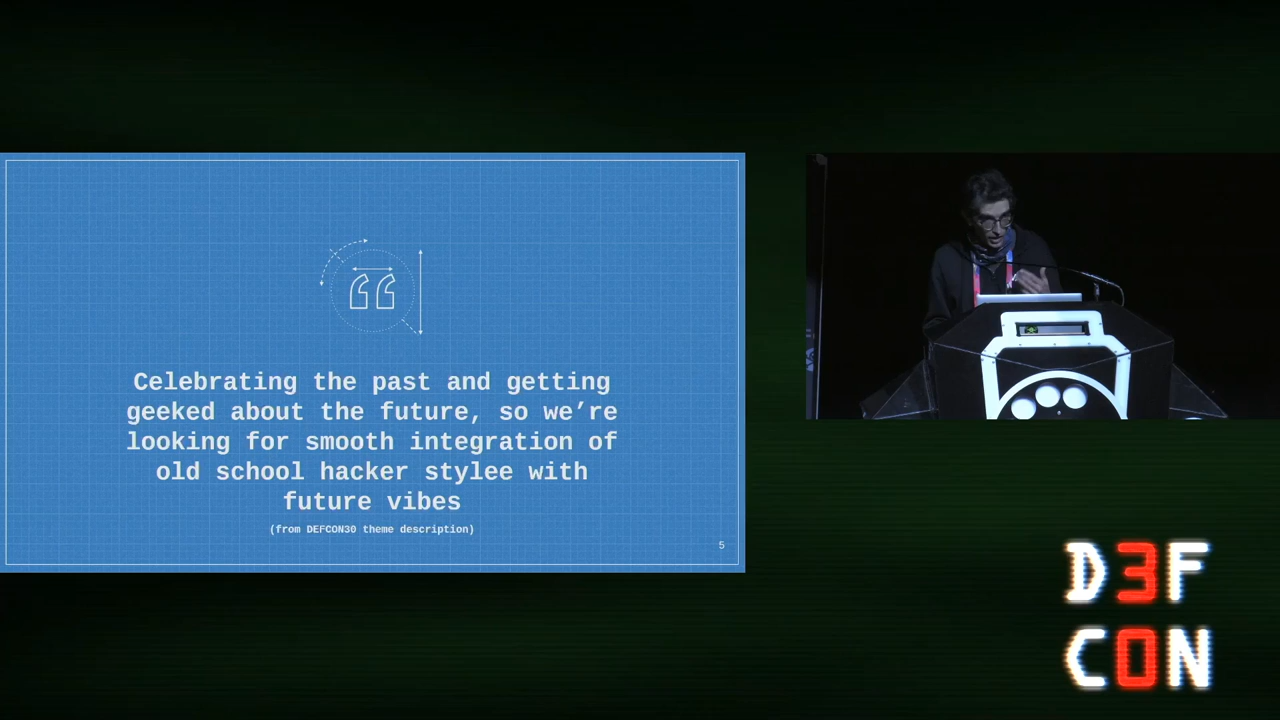 Celebrating the past and getting
geeked about the future, so we’re
looking for smooth integration of
old school hacker stylee with
future vibes
(from DEFCON30 theme description)
5
D3F
C0N